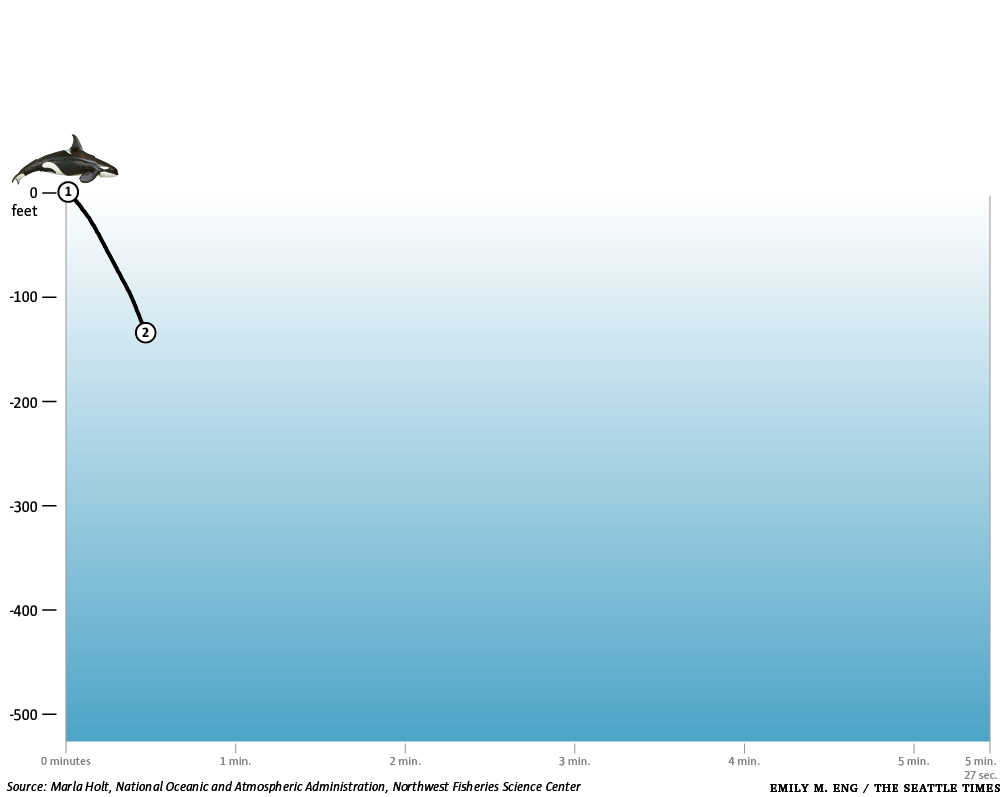 0
feet
1
2
-100
-200
-300
-400
-500
0 minutes
1 min.
2 min.
3 min.
4 min.
5 min.
5 min.
27 sec.
Source: Marla Holt, National Oceanic and Atmospheric Administration, Northwest Fisheries Science Center
EMILY M. ENG / THE SEATTLE TIMES